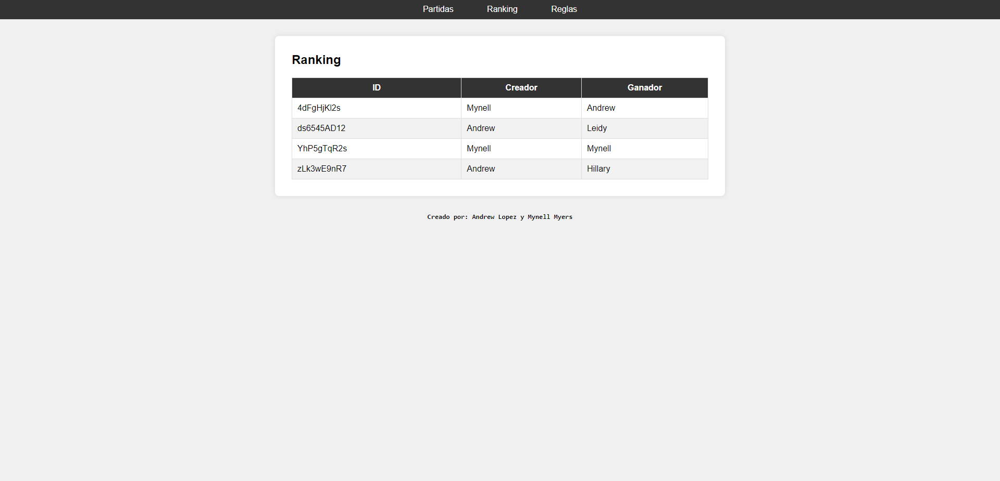 Partidas Ranking Reglas
Ranking
ID Creador Ganador
4dFgHjKl2s Mynell Andrew
ds6545AD12 Andrew Leidy
YhP5gTqR2s Mynell Mynell
zLk3wE9nR7 Andrew Hillary
Creado por: Andrew Lopez y Mynell Myers